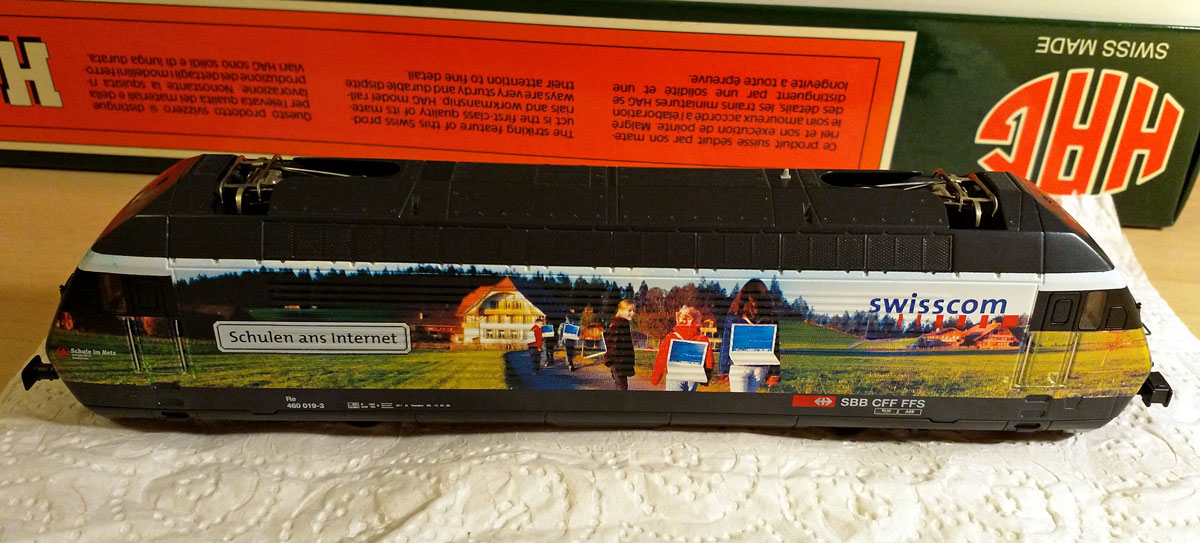 SWISS MADE
HAG
H
Questo prodotto svizzero si distingue
per l'elevata qualità dei materiali e della
lavorazione. Nonostante la squisita ri-
produzione dei dettagli i modelli ferro-
viari HAG sono solidi e di lunga durata.
The striking feature of this Swiss prod-
uct is the first-class quality of its mate-
rials and workmanship, HAG model rail-
ways are very sturdy and durable dispite
their attention to fine detail.
Ce produit suisse séduit par son maté-
riel et son exécution de pointe. Malgré
le soin amoureux accordé à l'élaboration
des détails, les trains miniatures HAG se
distinguent par une solidité et une
longévité à toute épreuve.
swisscom
Schulen ans Internet
Schule im Netz
Re
460 019-3
SBB CFF FFS